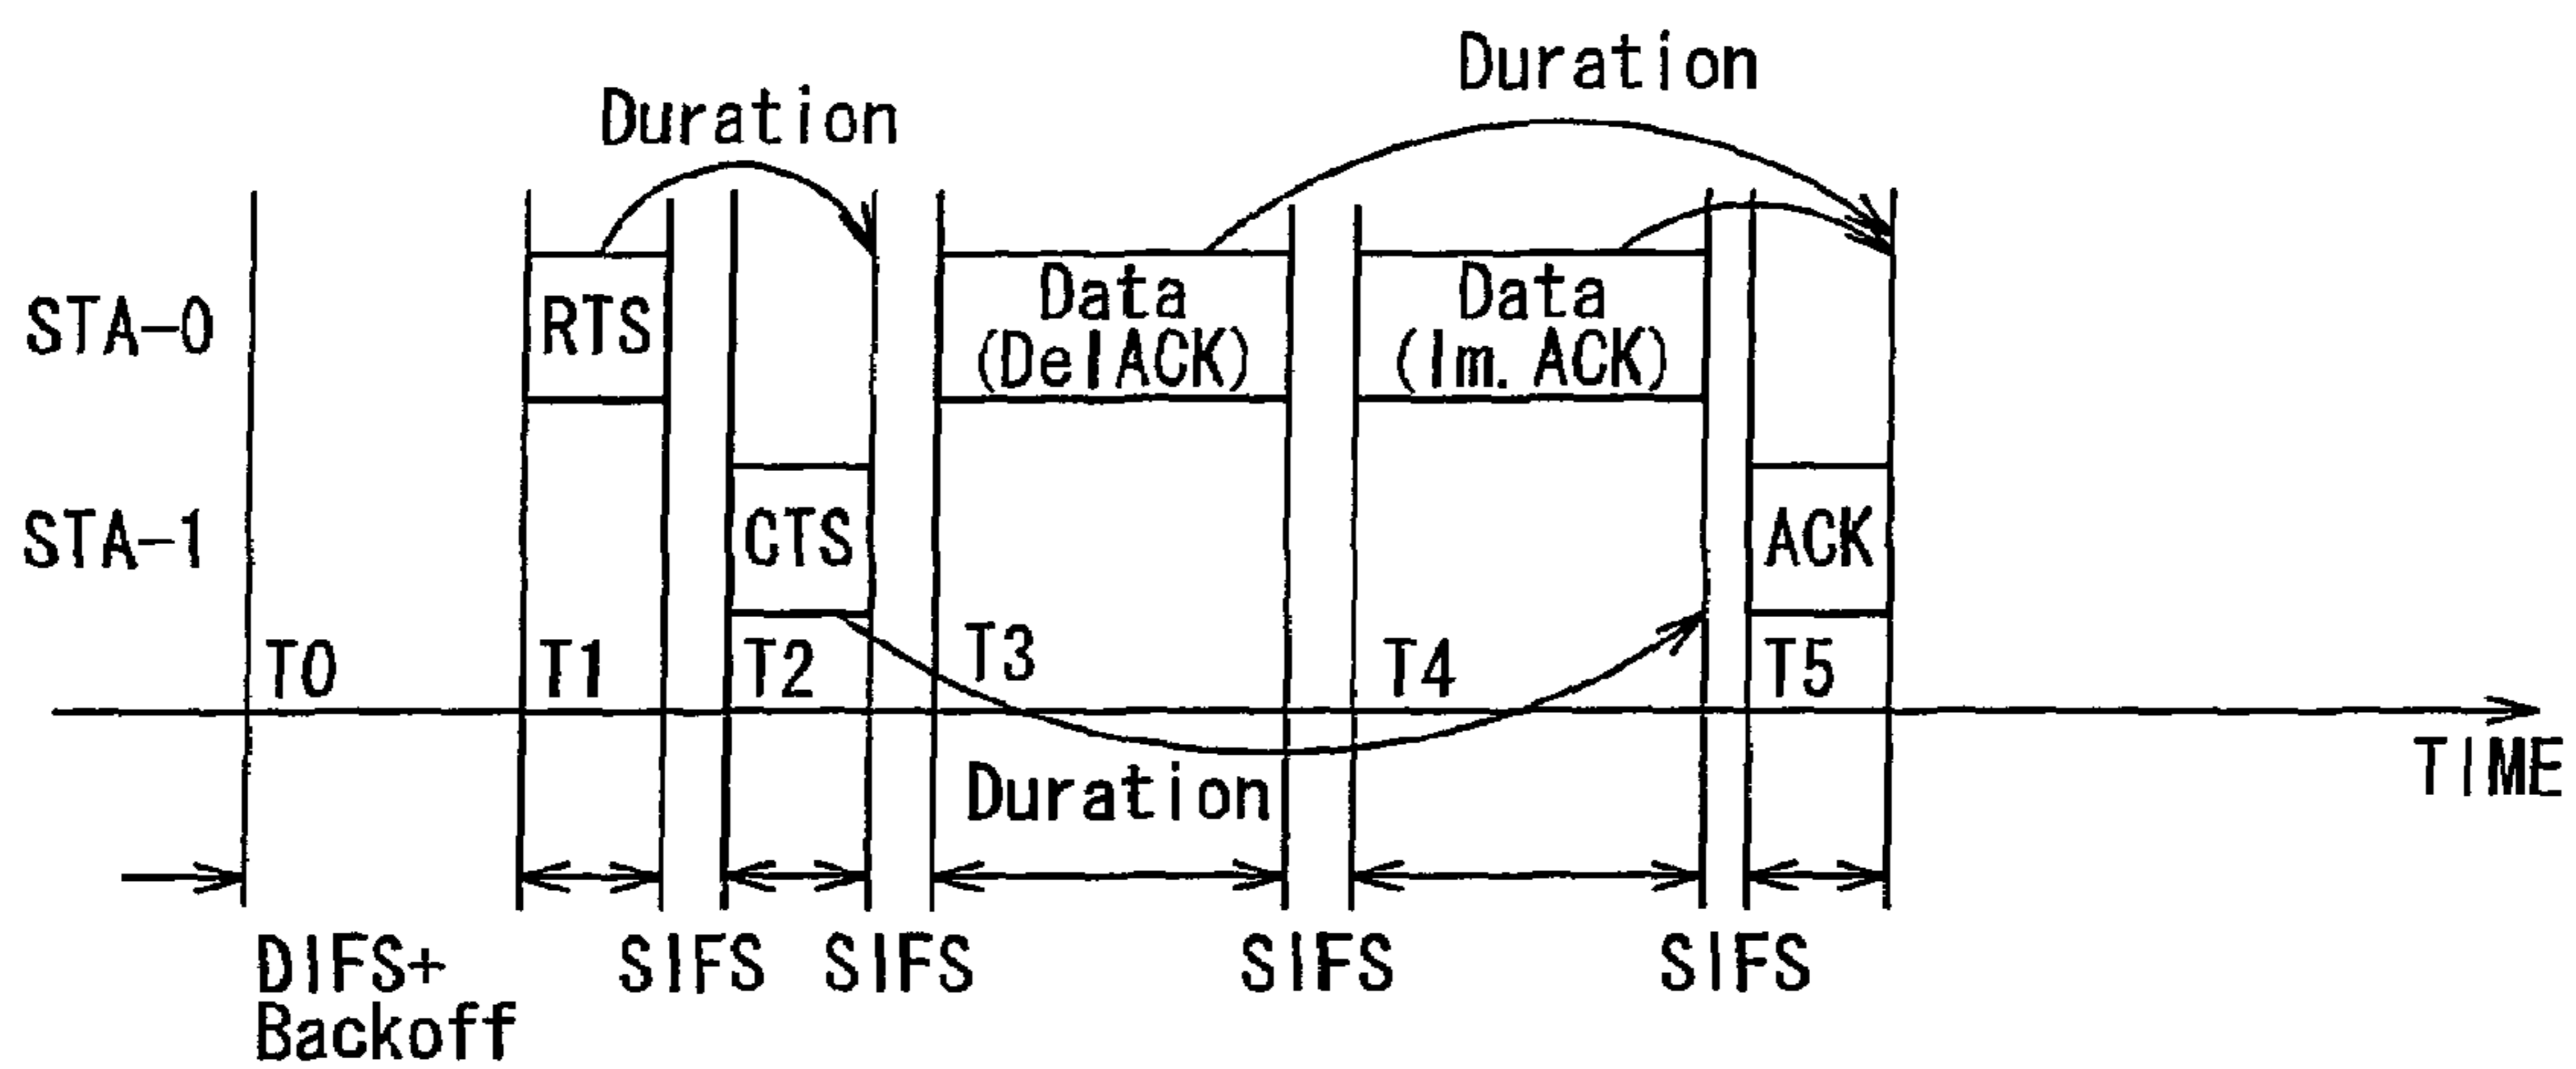 Duration
Duration
STA-0
RTS
Data
(DelACK)
Data
(Im. ACK)
STA-1
CTS
ACK
T0
T1
T2
T3
T4
T5
TIME
Duration
DIFS+
Backoff
SIFS
SIFS
SIFS
SIFS